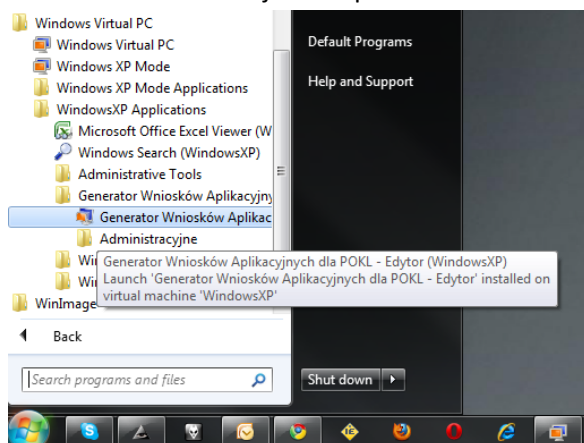 Windows Virtual PC
Windows Virtual PC
Windows XP Mode
Windows XP Mode Applications
WindowsXP Applications
Microsoft Office Excel Viewer (W
Windows Search (WindowsXP)
Administrative Tools
Generator Wniosków Aplikacyjny
Generator Wniosków Aplikac
Administracyjne
Wi
Generator Wniosków Aplikacyjnych dla POKL - Edytor (WindowsXP)
Launch 'Generator Wniosków Aplikacyjnych dla POKL - Edytor' installed on
virtual machine 'WindowsXP'
Wi
WinImage
Back
Search programs and files
Default Programs
Help and Support
Shut down